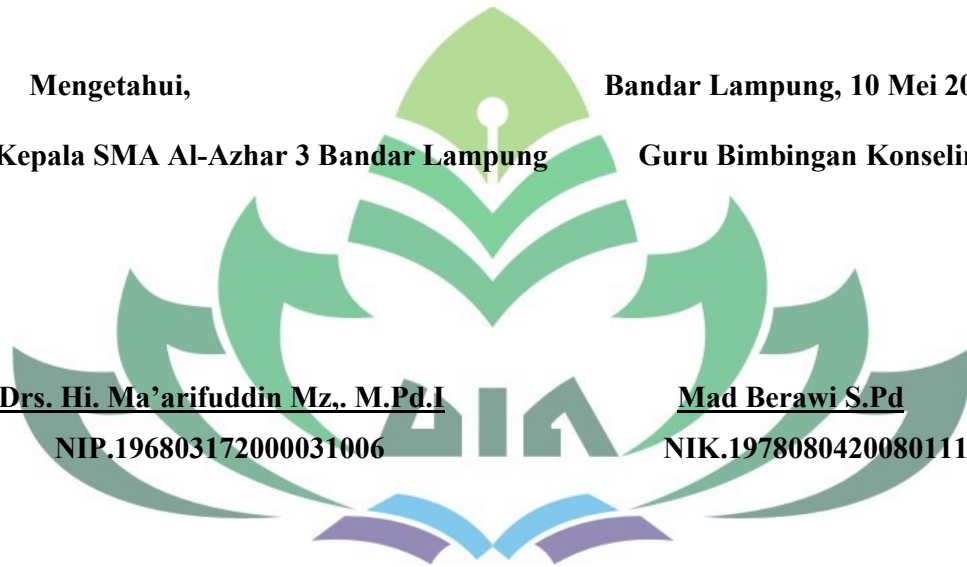 Mengetahui, Bandar Lampung, 10 Mei 20
Kepala SMA Al-Azhar 3 Bandar Lampung Guru Bimbingan
Drs. Hi. Ma’arifuddin Mz,. M.Pd.I Mad Berawi S.Pd
NIP.196803172000031006 NIK.1978080420080111